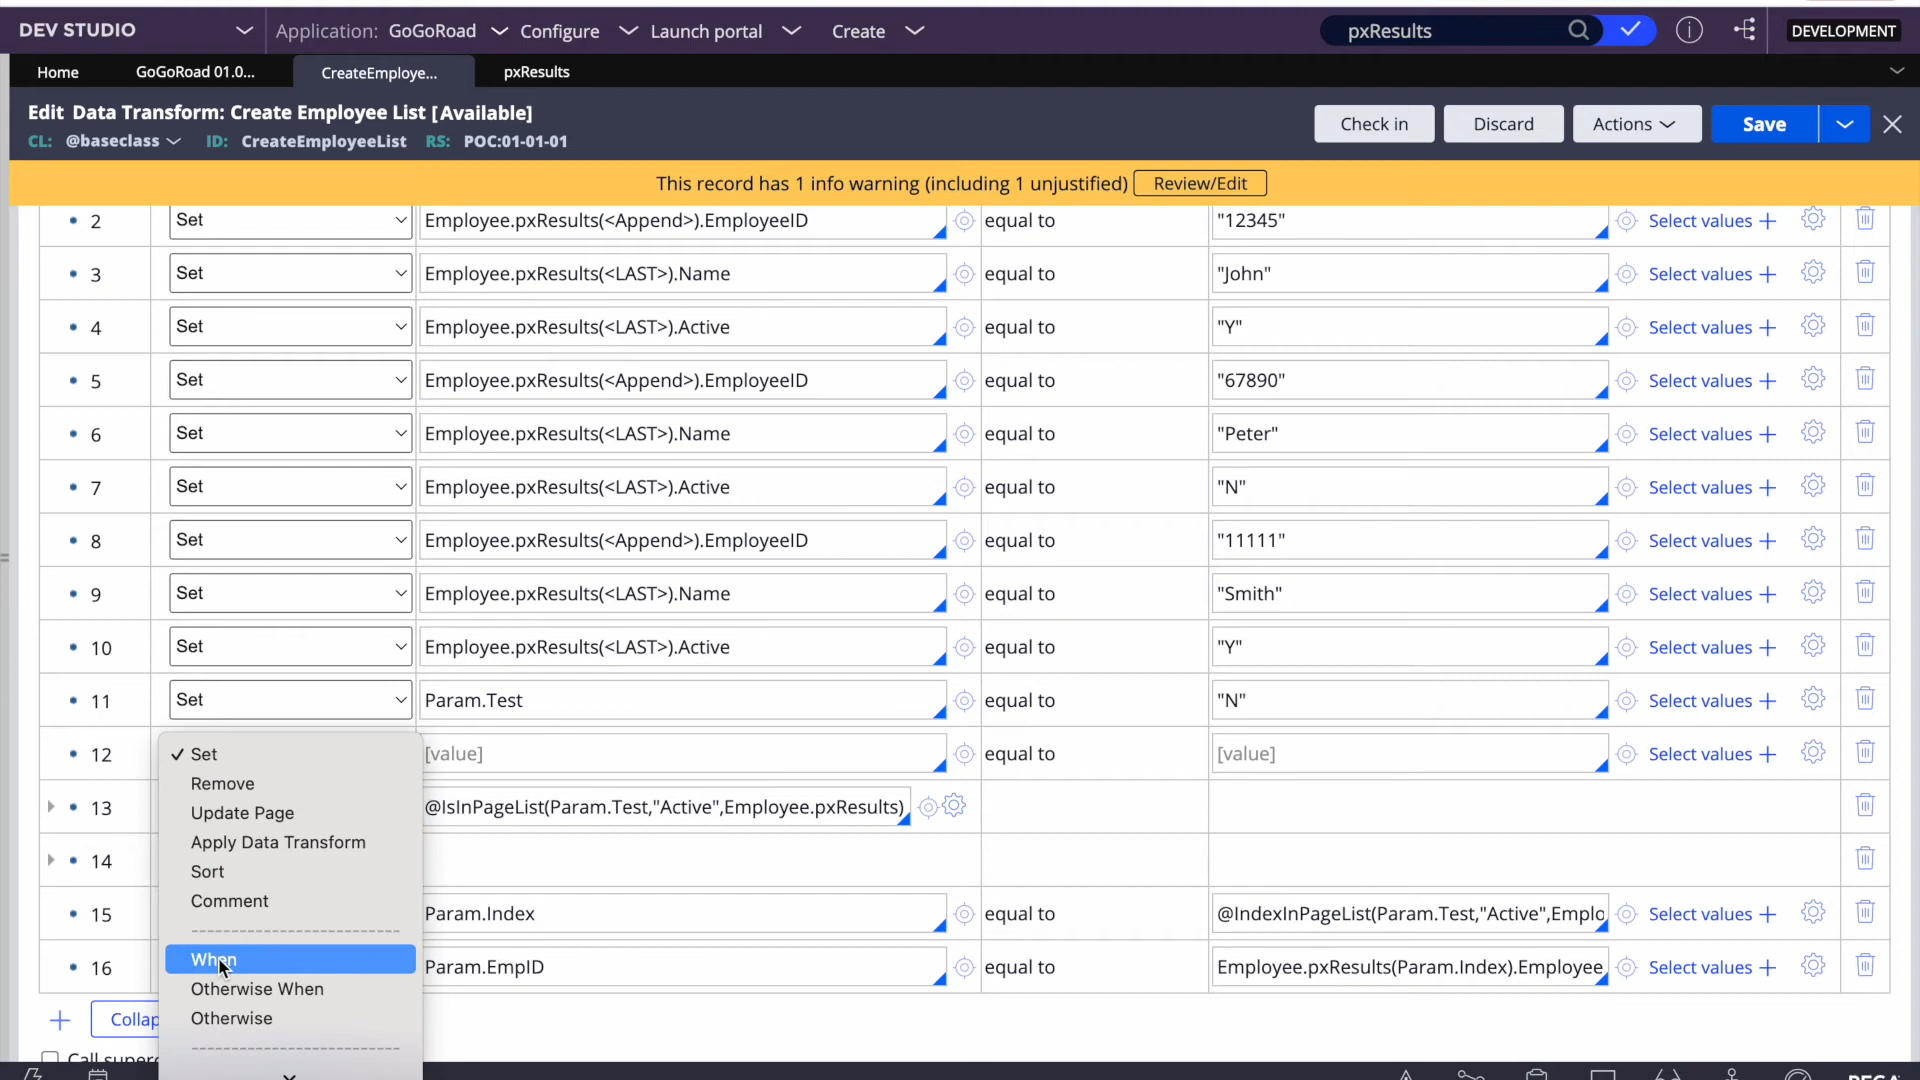 DEV STUDIO Application: GoGoRoad Configure Launch portal Create pxResults DEVELOPMENT
Home GoGoRoad 01.0... CreateEmploye... pxResults
Edit Data Transform: Create Employee List [Available] Check in Discard Actions Save
CL: @baseclass ID: CreateEmployeeList RS: POC:01-01-01
This record has 1 info warning (including 1 unjustified) Review/Edit
2 Set Employee.pxResults(<Append>).EmployeeID equal to "12345" Select values
3 Set Employee.pxResults(<LAST>).Name equal to "John" Select values
4 Set Employee.pxResults(<LAST>).Active equal to "Y" Select values
5 Set Employee.pxResults(<Append>).EmployeeID equal to "67890" Select values
6 Set Employee.pxResults(<LAST>).Name equal to "Peter" Select values
7 Set Employee.pxResults(<LAST>).Active equal to "N" Select values
8 Set Employee.pxResults(<Append>).EmployeeID equal to "11111" Select values
9 Set Employee.pxResults(<LAST>).Name equal to "Smith" Select values
10 Set Employee.pxResults(<LAST>).Active equal to "Y" Select values
11 Set Param.Test equal to "N" Select values
12 [value] equal to [value] Select values
13 @IsInPageList(Param.Test,"Active",Employee.pxResults)
14
15 Param.Index equal to @IndexInPageList(Param.Test,"Active",Emplo Select values
16 Param.EmpID equal to Employee.pxResults(Param.Index).Employee Select values
✓ Set
Remove
Update Page
Apply Data Transform
Sort
Comment
When
Otherwise When
Otherwise
Collap
Call superc
PEGA